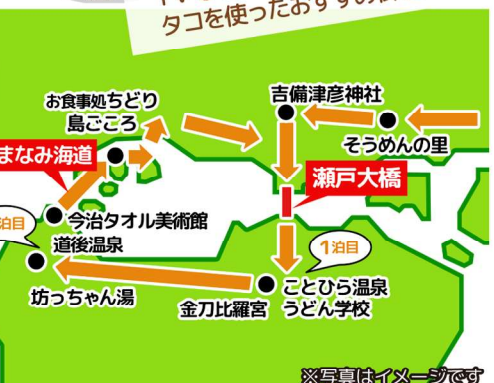 タコを使ったおすすめ
お食事処ちどり
島ごころ
吉備津彦神社
そうめんの里
まなみ海道
瀬戸大橋
泊目
今治タオル美術館
道後温泉
1泊目
坊っちゃん湯
金刀比羅宮
ことひら温泉
うどん学校
※写真はイメージです